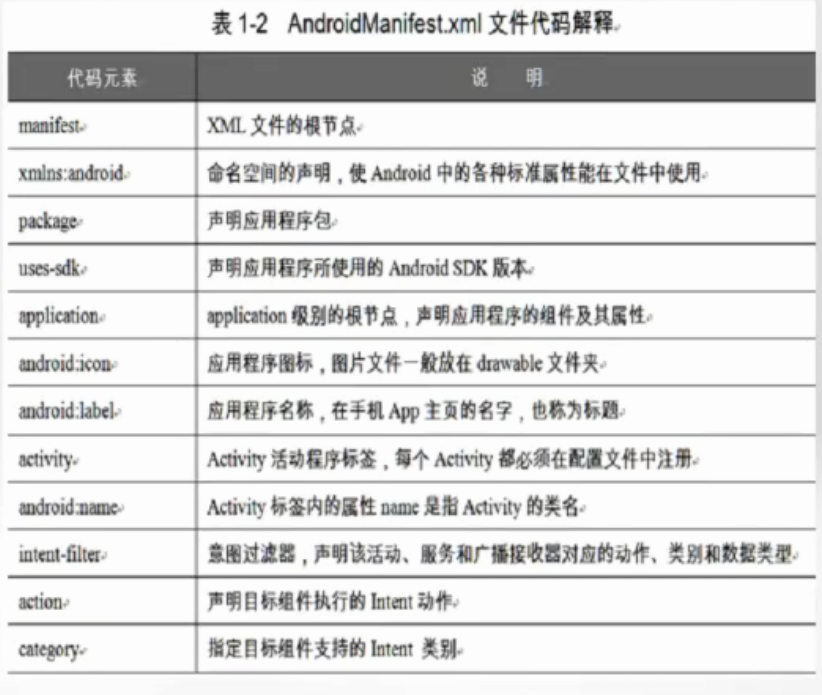 表 1-2 AndroidManifest.xml 文件代码解释
代码元素 说 明
manifest XML 文件的根节点
xmlns:android 命名空间的声明，使 Android 中的各种标准属性能在文件中使用
package 声明应用程序包
uses-sdk 声明应用程序所使用的 Android SDK 版本
application application 级别的根节点，声明应用程序的组件及其属性
android:icon 应用程序图标，图片文件一般放在 drawable 文件夹
android:label 应用程序名称，在手机 App 主页的名字，也称为标题
activity Activity 活动程序标签，每个 Activity 都必须在配置文件中注册
android:name Activity 标签内的属性 name 是指 Activity 的类名
intent-filter 意图过滤器，声明该活动、服务和广播接收器对应的动作、类别和数据类型
action 声明目标组件执行的 Intent 动作
category 指定目标组件支持的 Intent 类别